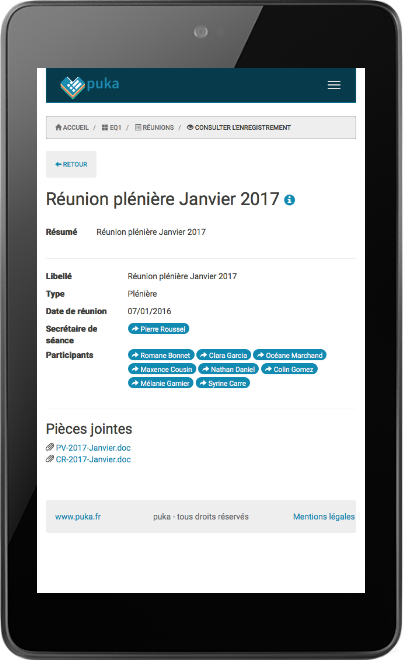 puka
ACCUEIL / EQ1 / RÉUNIONS / CONSULTER L'ENREGISTREMENT
RETOUR
Réunion plénière Janvier 2017
Résumé Réunion plénière Janvier 2017
Libellé Réunion plénière Janvier 2017
Type Plénière
Date de réunion 07/01/2016
Secrétaire de séance Pierre Roussel
Participants Romane Bonnet Clara Garcia Océane Marchand
Maxence Cousin Nathan Daniel Colin Gomez
Mélanie Garnier Syrine Carre
Pièces jointes
PV-2017-Janvier.doc
CR-2017-Janvier.doc
www.puka.fr puka - tous droits réservés Mentions légales